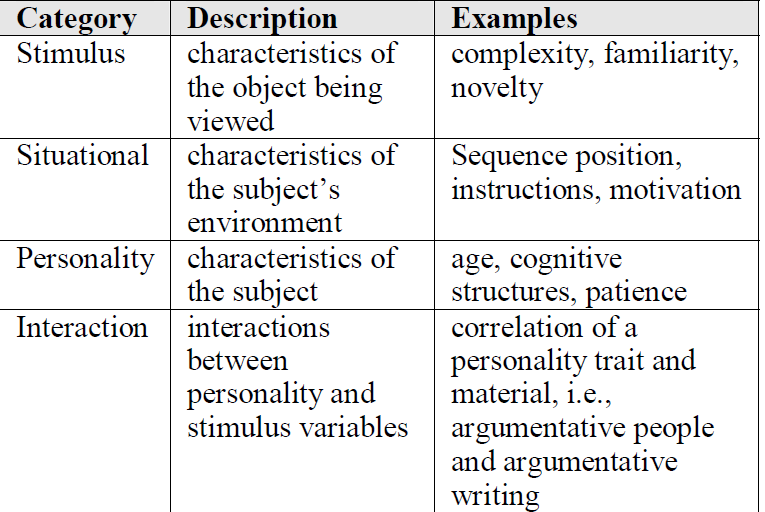 Category Description Examples
Stimulus characteristics of complexity, familiarity,
the object being novelty
viewed
Situational characteristics of Sequence position,
the subject’s instructions, motivation
environment
Personality characteristics of age, cognitive
the subject structures, patience
Interaction interactions correlation of a
between personality trait and
personality and material, i.e.,
stimulus variables argumentative people
and argumentative
writing